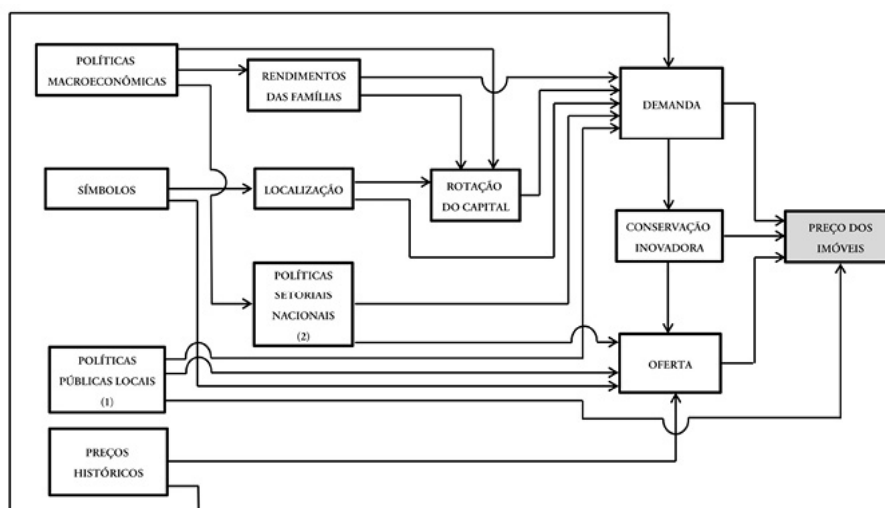 POLÍTICAS
MACROECONÔMICAS
RENDIMENTOS
DAS FAMÍLIAS
DEMANDA
SÍMBOLOS
LOCALIZAÇÃO
ROTAÇÃO
DO CAPITAL
CONSERVAÇÃO
INOVADORA
PREÇO DOS
IMÓVEIS
POLÍTICAS
SETORIAIS
NACIONAIS
(2)
POLÍTICAS
PÚBLICAS LOCAIS
(1)
OFERTA
PREÇOS
HISTÓRICOS